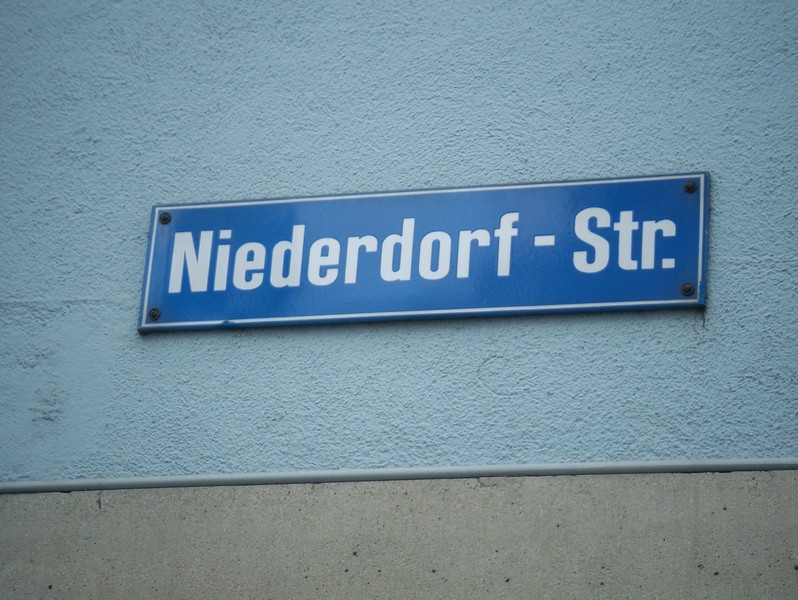 Niederdorf - Str.